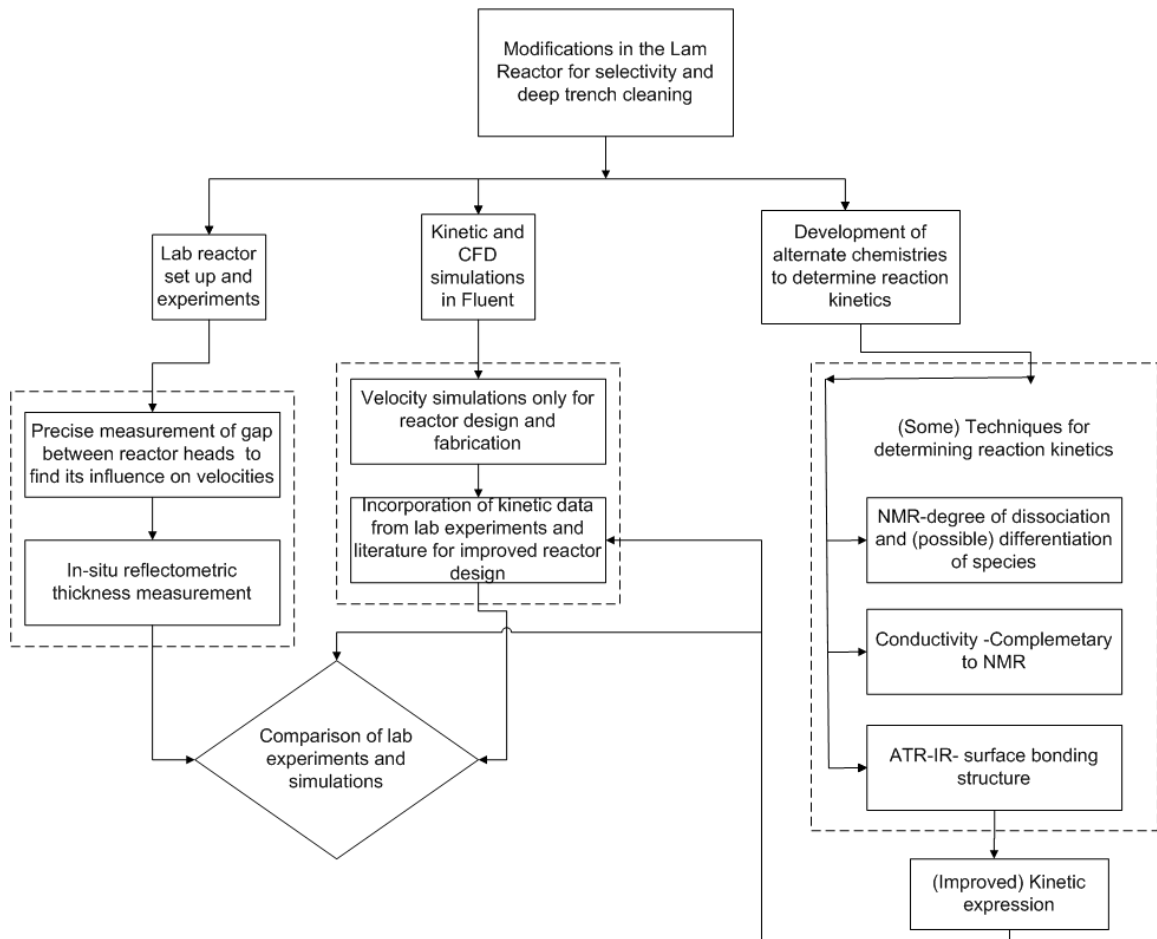 Modifications in the Lam
Reactor for selectivity and
deep trench cleaning
Lab reactor
set up and
experiments
Kinetic and
CFD
simulations
in Fluent
Development of
alternate chemistries
to determine reaction
kinetics
Precise measurement of gap
between reactor heads to
find its influence on velocities
In-situ reflectometric
thickness measurement
Velocity simulations only for
reactor design and
fabrication
Incorporation of kinetic data
from lab experiments and
literature for improved reactor
design
(Some) Techniques for
determining reaction kinetics
NMR-degree of dissociation
and (possible) differentiation
of species
Conductivity -Complemetary
to NMR
ATR-IR- surface bonding
structure
Comparison of lab
experiments and
simulations
(Improved) Kinetic
expression